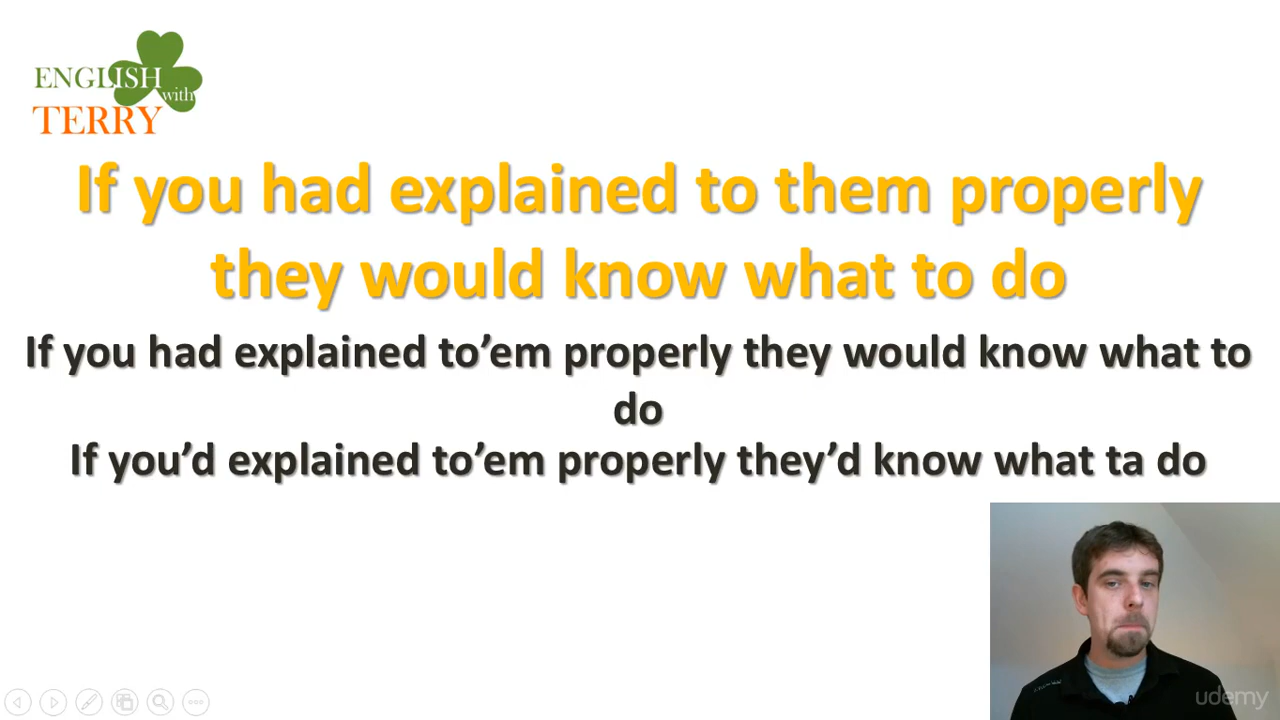 ENGLISH
with
TERRY
If you had explained to them properly
they would know what to do
If you had explained to’em properly they would know what to
do
If you’d explained to’em properly they’d know what ta do
udemy